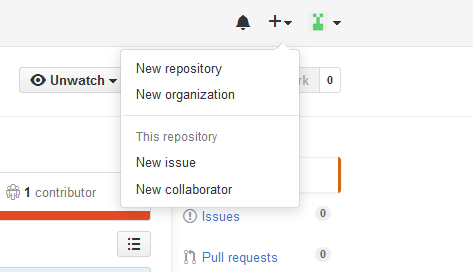 Unwatch
New repository
New organization
This repository
New issue
New collaborator
rk 0
1 contributor
Issues 0
Pull requests 0